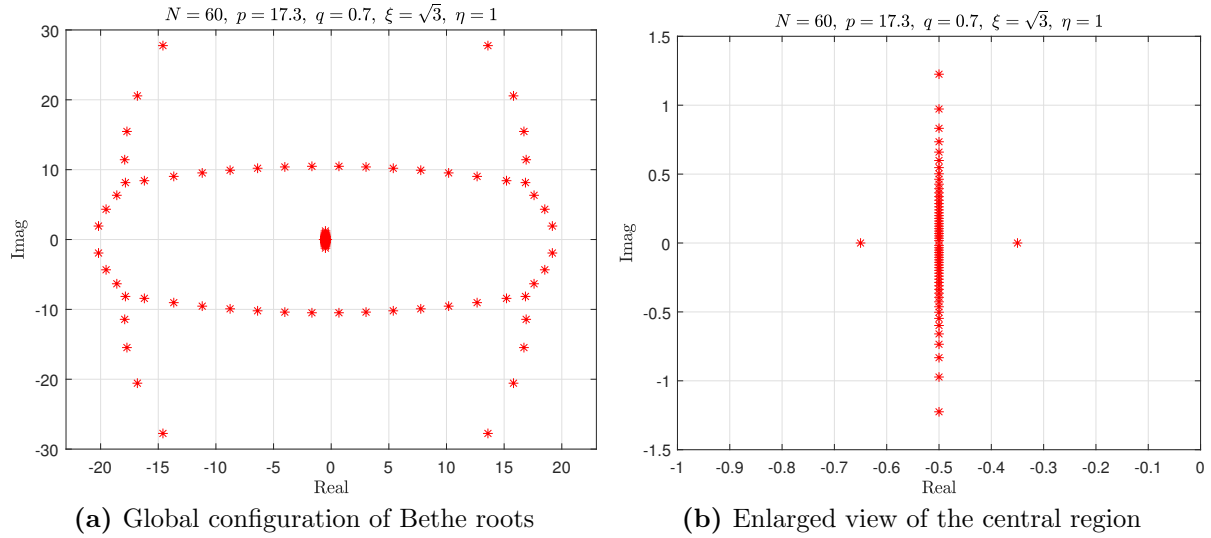 N = 60, p = 17.3, q = 0.7, ξ = √3, η = 1
30
20
10
0
-10
-20
-30
Imag
-20 -15 -10 -5 0 5 10 15 20
Real
(a) Global configuration of Bethe roots
N = 60, p = 17.3, q = 0.7, ξ = √3, η = 1
1.5
1
0.5
0
-0.5
-1
-1.5
Imag
-1 -0.9 -0.8 -0.7 -0.6 -0.5 -0.4 -0.3 -0.2 -0.1 0
Real
(b) Enlarged view of the central region